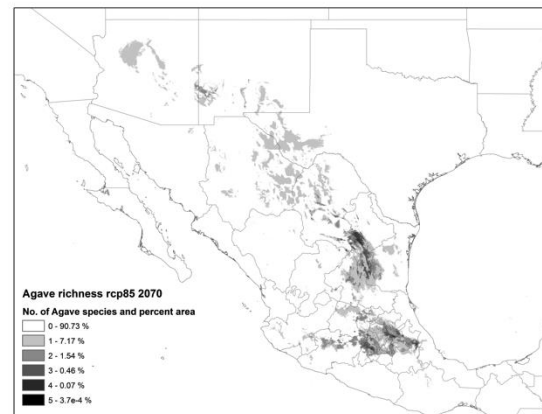 Agave richness rcp85 2070
No. of Agave species and percent area
0 - 90.73 %
1 - 7.17 %
2 - 1.54 %
3 - 0.46 %
4 - 0.07 %
5 - 3.7e-4 %